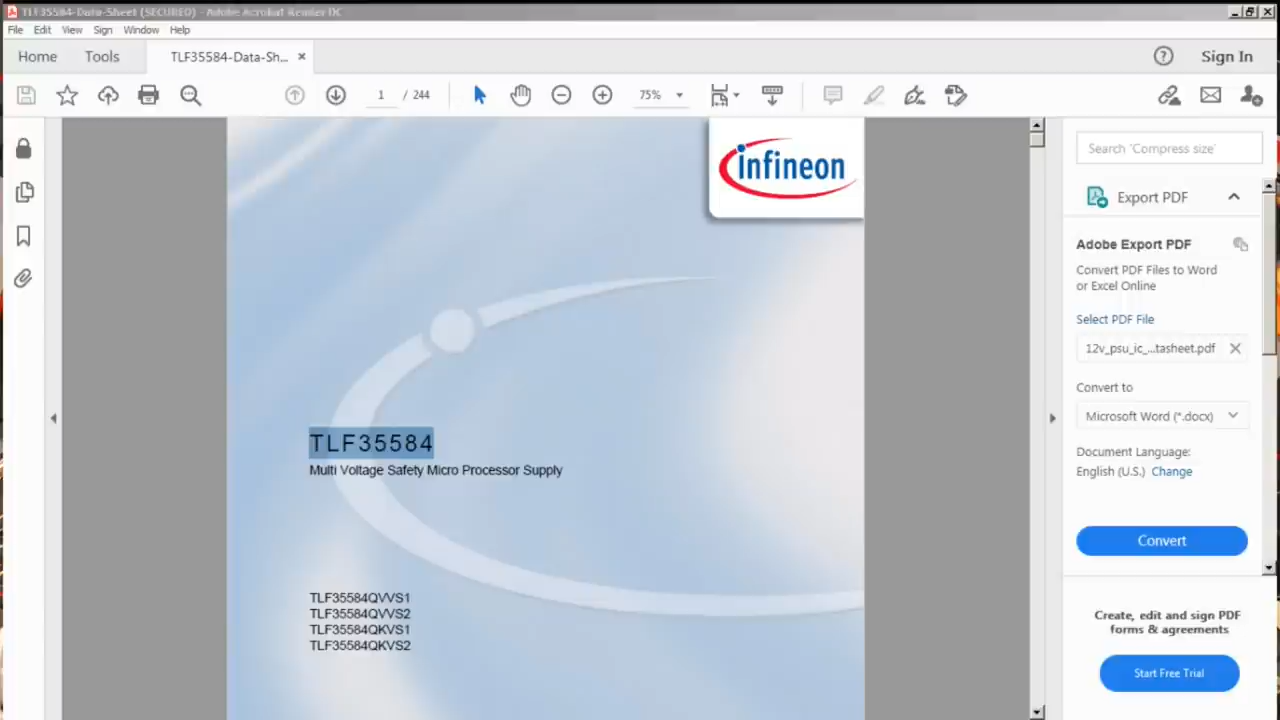 TLF35584-Data-Sheet (SECURED) - Adobe Acrobat Reader DC
File Edit View Sign Window Help
Home Tools TLF35584-Data-Sh... × Sign In
1 / 244 75%
infineon
Search 'Compress size'
Export PDF
Adobe Export PDF
Convert PDF Files to Word
or Excel Online
Select PDF File
12v_psu_ic_...tasheet.pdf
Convert to
Microsoft Word (*.docx)
Document Language:
English (U.S.) Change
Convert
Create, edit and sign PDF
forms & agreements
Start Free Trial
TLF35584
Multi Voltage Safety Micro Processor Supply
TLF35584QVVS1
TLF35584QVVS2
TLF35584QKVS1
TLF35584QKVS2